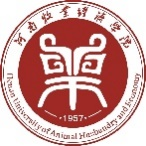 河南牧业经济学院
·1957·
Henan University of Animal Husbandry and Economy